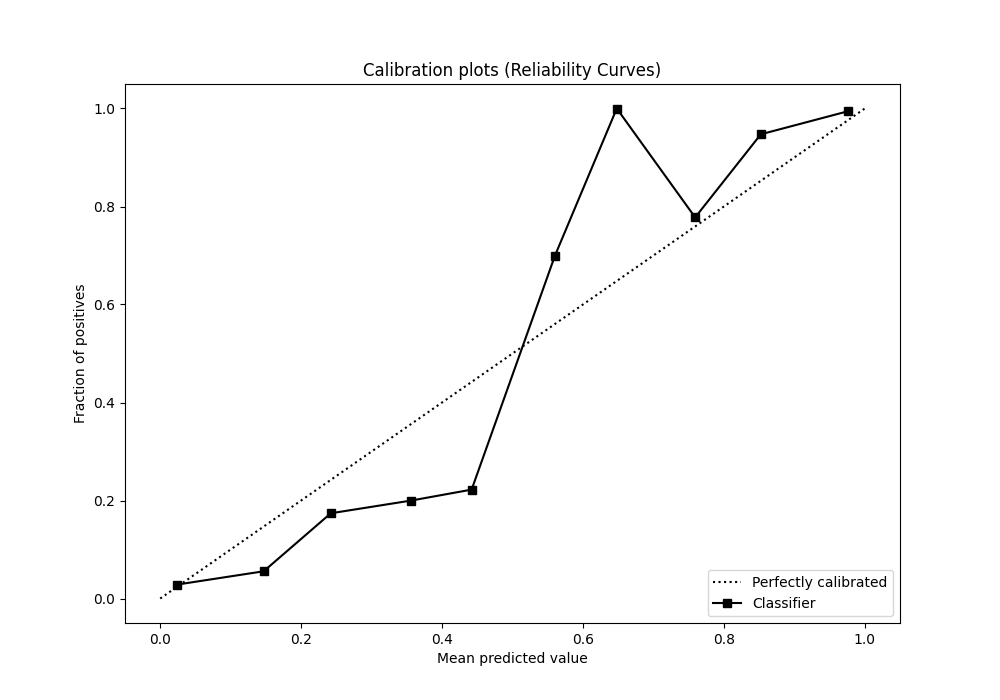 Calibration plots (Reliability Curves)
1.0
0.8
0.6
0.4
0.2
0.0
Fraction of positives
0.0 0.2 0.4 0.6 0.8 1.0
Mean predicted value
Perfectly calibrated
Classifier